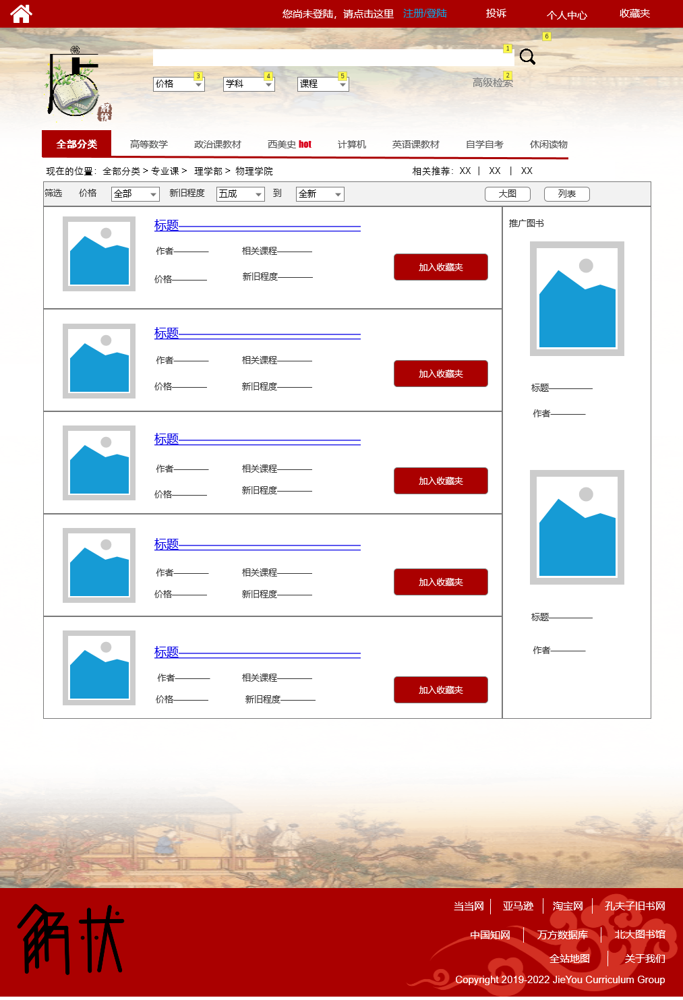 您尚未登陆，请点击这里 注册/登陆 投诉 个人中心 收藏夹
6
1
2
3 4 5
价格 学科 课程 高级检索
解忧
全部分类 高等数学 政治课教材 西美史 hot 计算机 英语课教材 自学自考 休闲读物
现在的位置：全部分类 > 专业课 > 理学部 > 物理学院 相关推荐：XX | XX | XX
筛选 价格 全部 新旧程度 五成 到 全新 大图 列表
标题——————————————— 推广图书
作者———— 相关课程————
加入收藏夹
价格———— 新旧程度————
标题———————————————
作者———— 相关课程————
加入收藏夹
价格———— 新旧程度————
标题—————
作者————
标题———————————————
作者———— 相关课程————
加入收藏夹
价格———— 新旧程度————
标题———————————————
作者———— 相关课程————
加入收藏夹
价格———— 新旧程度————
标题—————
作者————
标题———————————————
作者———— 相关课程————
加入收藏夹
价格———— 新旧程度————
当当网 | 亚马逊 | 淘宝网 | 孔夫子旧书网
中国知网 | 万方数据库 | 北大图书馆
全站地图 | 关于我们
Copyright 2019-2022 JieYou Curriculum Group